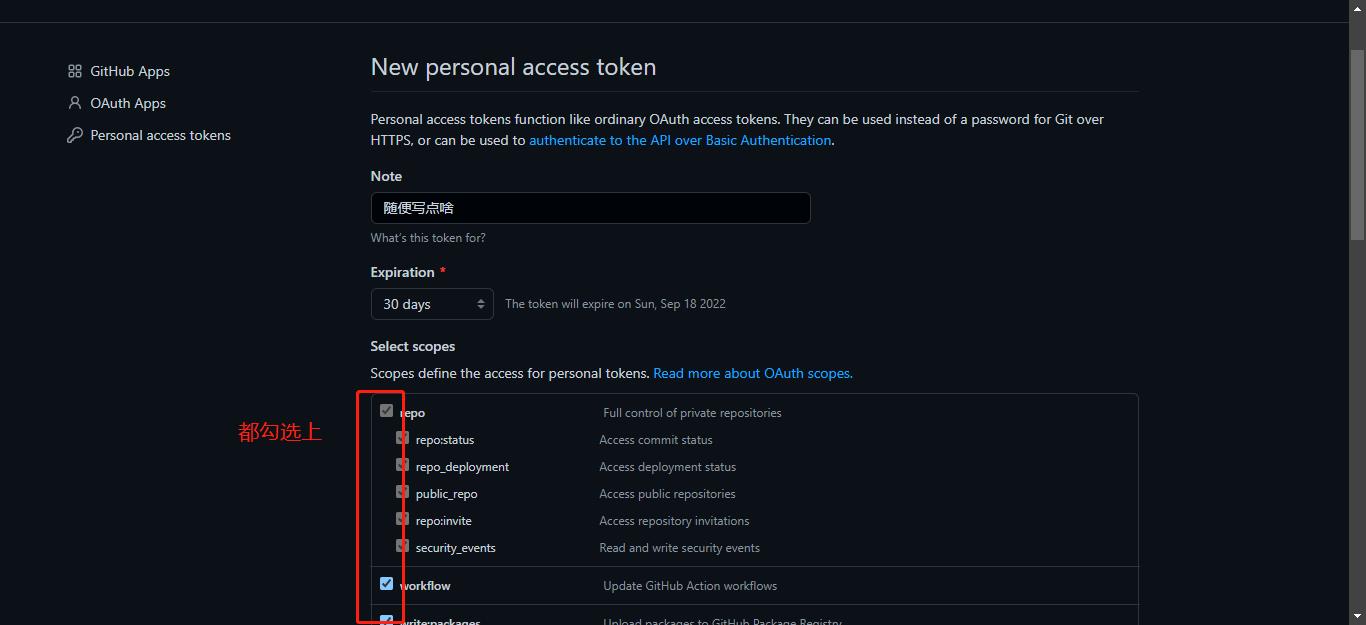 GitHub Apps
OAuth Apps
Personal access tokens
New personal access token
Personal access tokens function like ordinary OAuth access tokens. They can be used instead of a password for Git over
HTTPS, or can be used to authenticate to the API over Basic Authentication.
Note
随便写点啥
What's this token for?
Expiration *
30 days The token will expire on Sun, Sep 18 2022
Select scopes
Scopes define the access for personal tokens. Read more about OAuth scopes.
都勾选上
repo Full control of private repositories
repo:status Access commit status
repo_deployment Access deployment status
public_repo Access public repositories
repo:invite Access repository invitations
security_events Read and write security events
workflow Update GitHub Action workflows
write:packages Upload packages to GitHub Package Registry